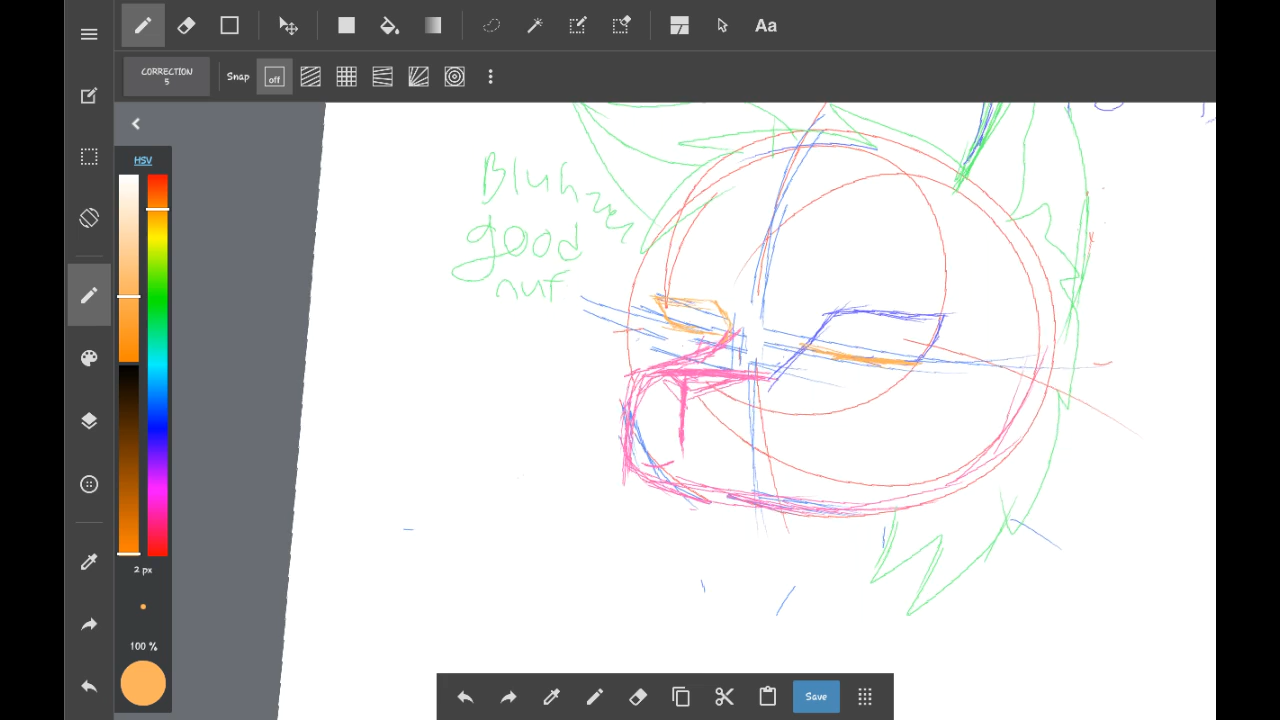 Aa
CORRECTION
5
Snap
off
HSV
Bluh
good
nuf
2 px
100 %
Save